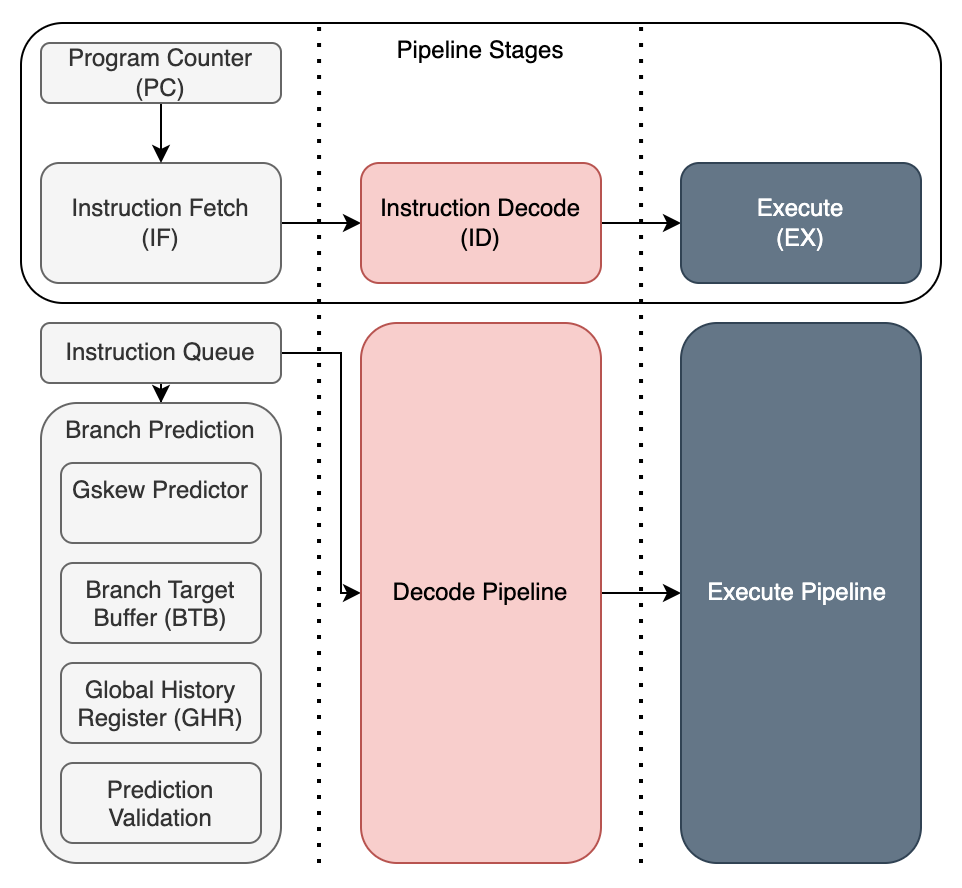 Pipeline Stages
Program Counter
(PC)
Instruction Fetch
(IF)
Instruction Decode
(ID)
Execute
(EX)
Instruction Queue
Branch Prediction
Gskew Predictor
Branch Target
Buffer (BTB)
Global History
Register (GHR)
Prediction
Validation
Decode Pipeline
Execute Pipeline